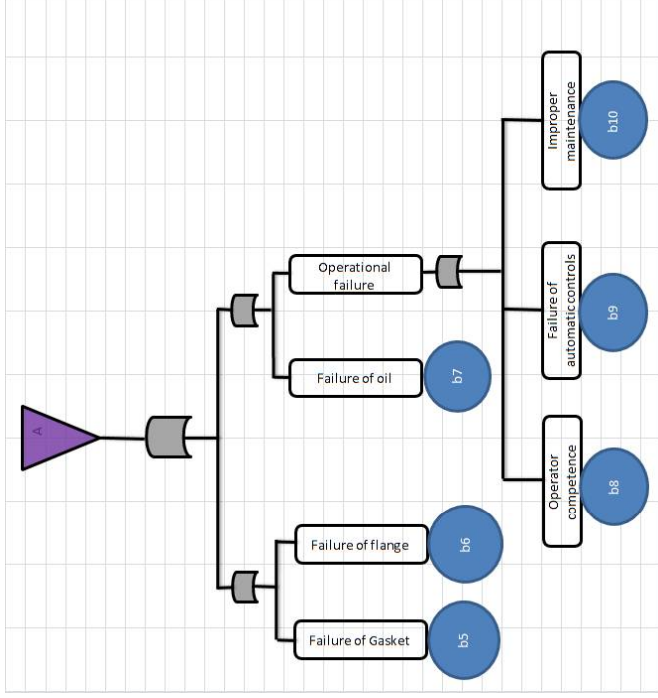 A
Operational
failure
Failure of oil
b7
Failure of flange
b6
Failure of Gasket
b5
Improper
maintenance
b10
Failure of
automatic controls
b9
Operator
competence
b8